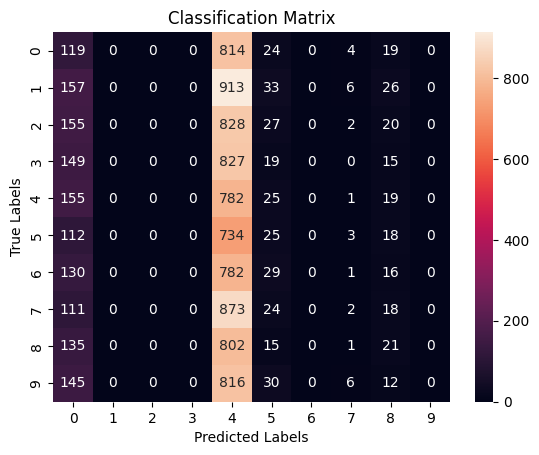 Classification Matrix
0 119 0 0 0 814 24 0 4 19 0
1 157 0 0 0 913 33 0 6 26 0
2 155 0 0 0 828 27 0 2 20 0
3 149 0 0 0 827 19 0 0 15 0
4 155 0 0 0 782 25 0 1 19 0
5 112 0 0 0 734 25 0 3 18 0
6 130 0 0 0 782 29 0 1 16 0
7 111 0 0 0 873 24 0 2 18 0
8 135 0 0 0 802 15 0 1 21 0
9 145 0 0 0 816 30 0 6 12 0
0 1 2 3 4 5 6 7 8 9
Predicted Labels
True Labels
800
600
400
200
0